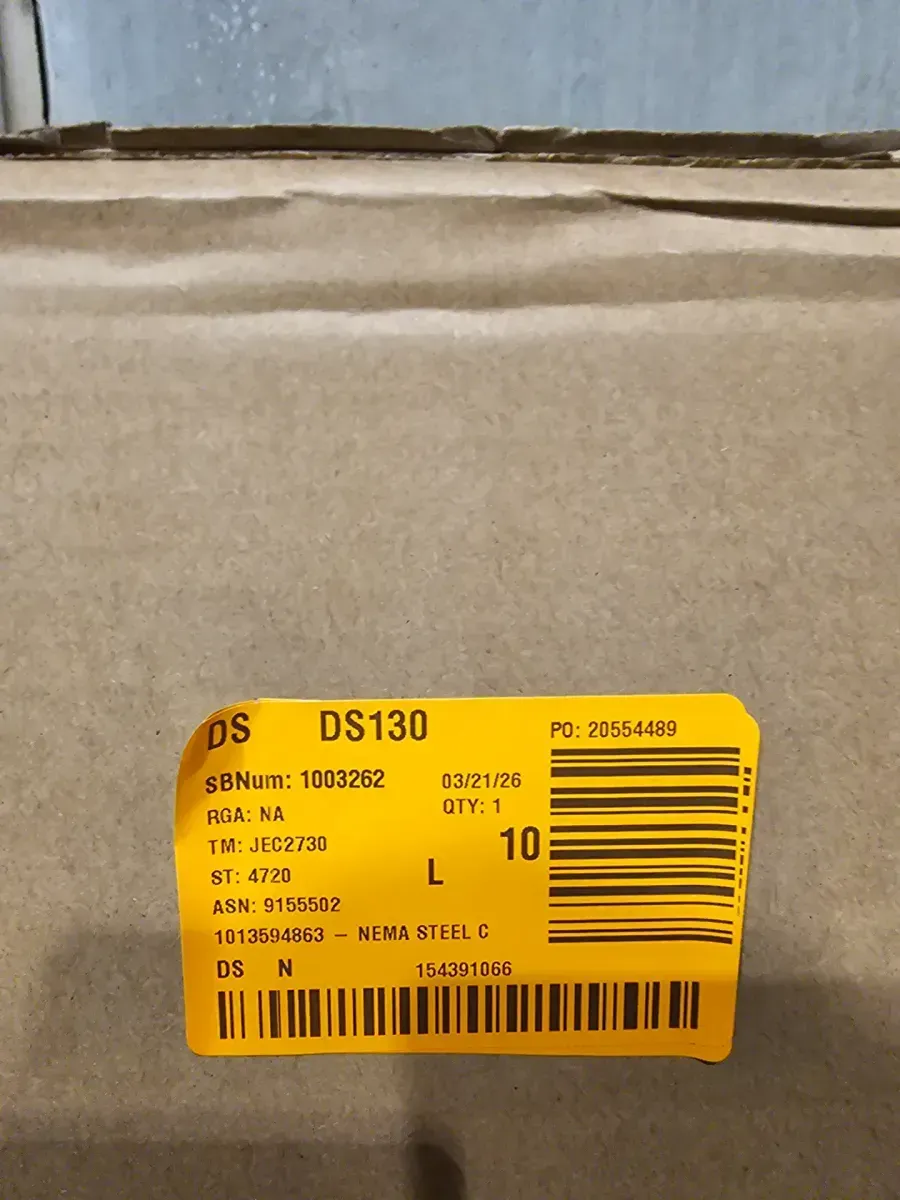 DS DS130 PO: 20554489
SBNum: 1003262 03/21/26
RGA: NA QTY: 1
TM: JEC2730 10
ST: 4720 L
ASN: 9155502
1013594863 – NEMA STEEL C
DS N 154391066